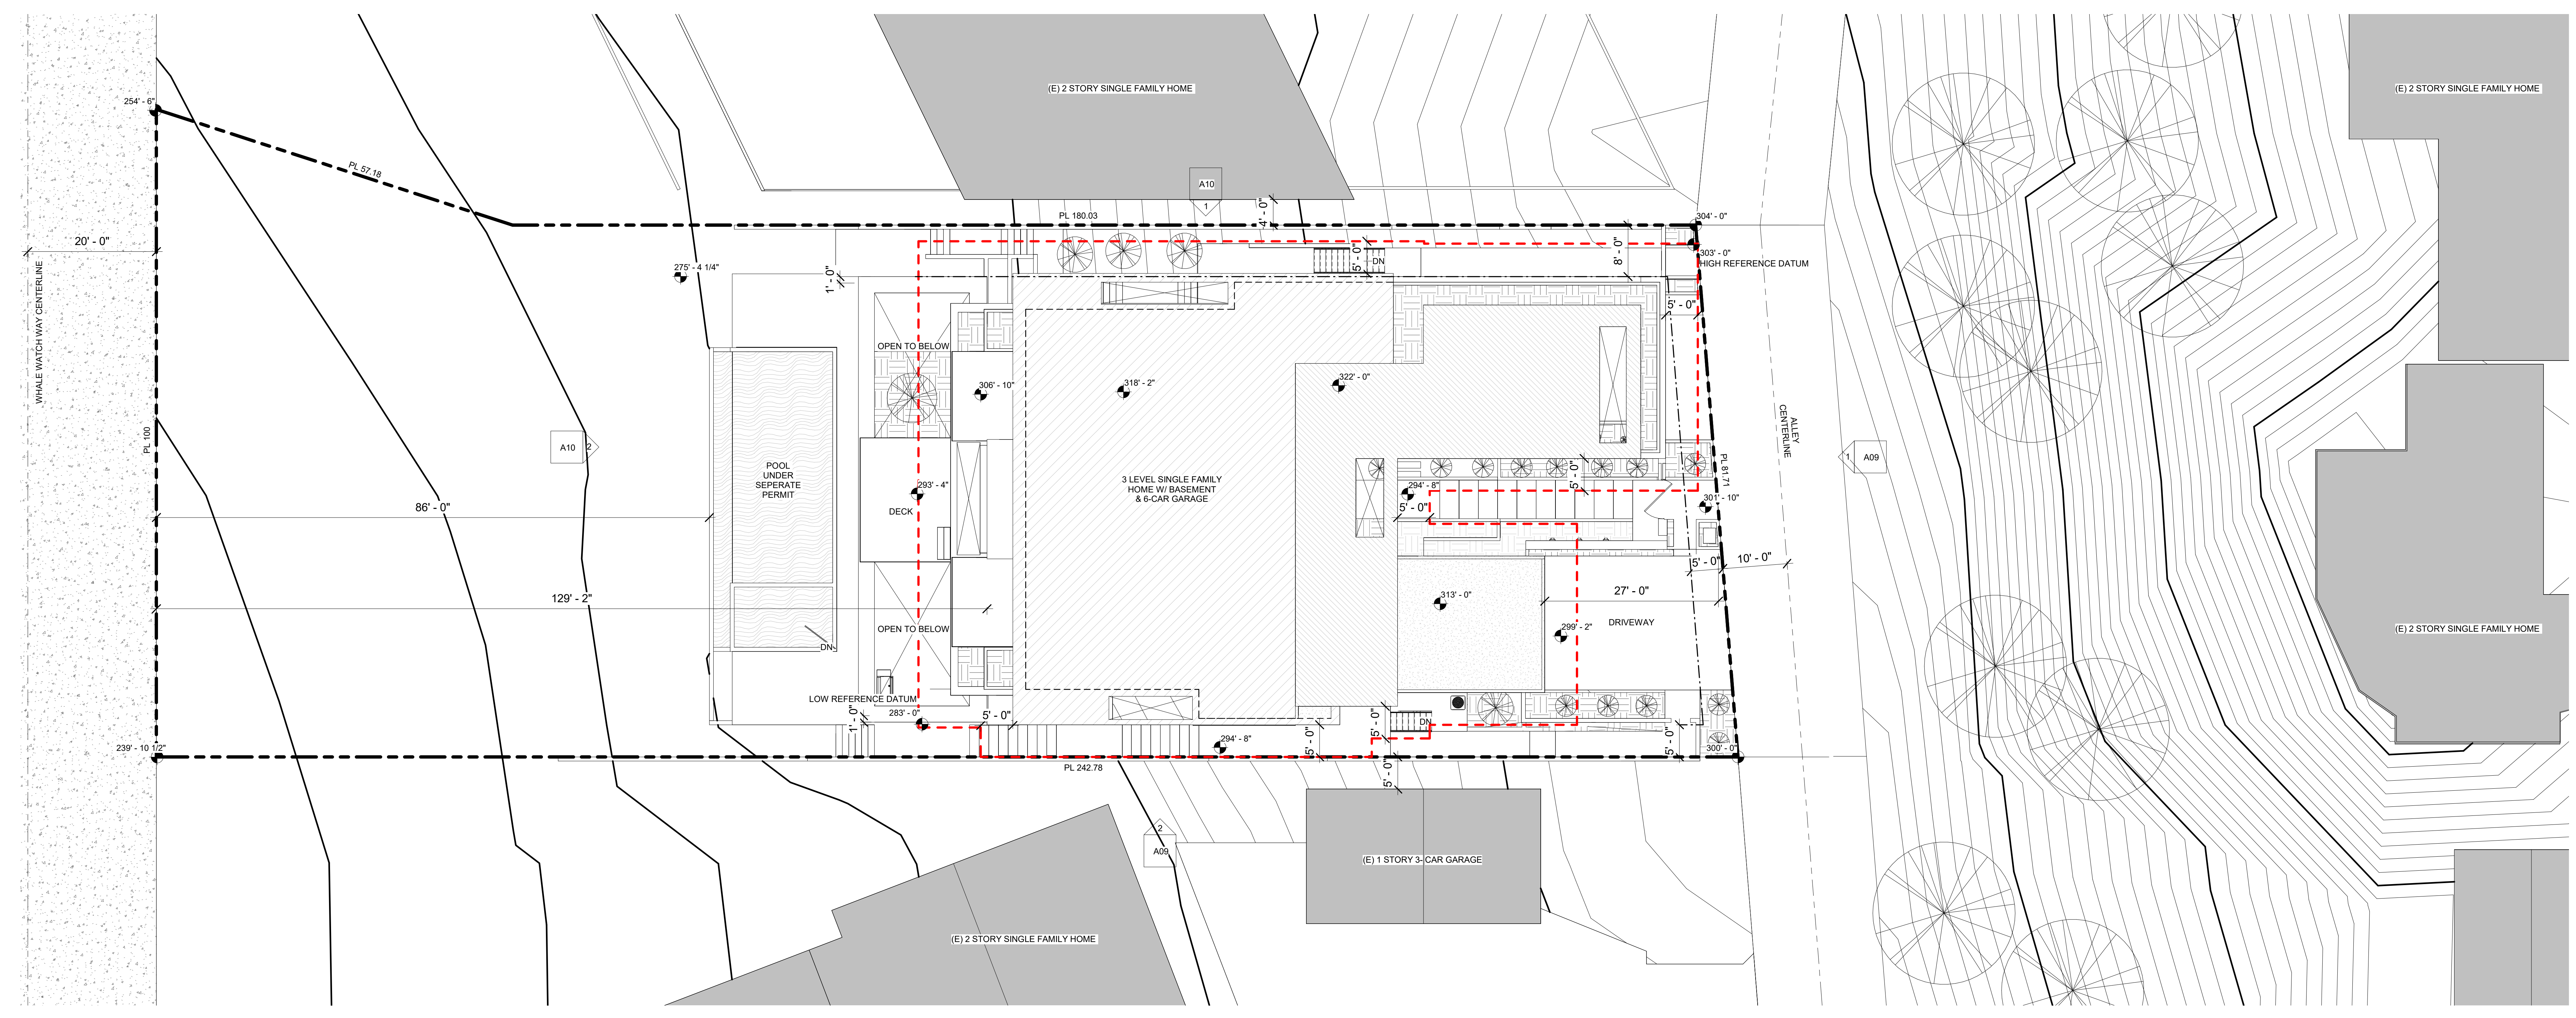 (E) 2 STORY SINGLE FAMILY HOME
(E) 2 STORY SINGLE FAMILY HOME
254' - 6"
PL 57.18
A10
1
4' - 0"
PL 180.03
304' - 0"
20' - 0"
WHALE WATCH WAY CENTERLINE
275' - 4 1/4"
1' - 0"
5' - 0"
DN
8' - 0"
303' - 0"
HIGH REFERENCE DATUM
5' - 0"
OPEN TO BELOW
306' - 10"
318' - 2"
322' - 0"
ALLEY
CENTERLINE
PL 100
A10
2
1
A09
POOL
UNDER
SEPERATE
PERMIT
3 LEVEL SINGLE FAMILY
HOME W/ BASEMENT
& 6-CAR GARAGE
293' - 4"
DECK
294' - 8"
5' - 0"
5' - 0"
PL 81.71
301' - 10"
86' - 0"
5' - 0"
10' - 0"
129' - 2"
27' - 0"
313' - 0"
299' - 2"
DRIVEWAY
OPEN TO BELOW
DN
(E) 2 STORY SINGLE FAMILY HOME
LOW REFERENCE DATUM
283' - 0"
1' - 0"
5' - 0"
294' - 8"
5' - 0"
5' - 0"
DN
5' - 0"
300' - 0"
239' - 10 1/2"
PL 242.78
5' - 0"
2
A09
(E) 1 STORY 3- CAR GARAGE
(E) 2 STORY SINGLE FAMILY HOME